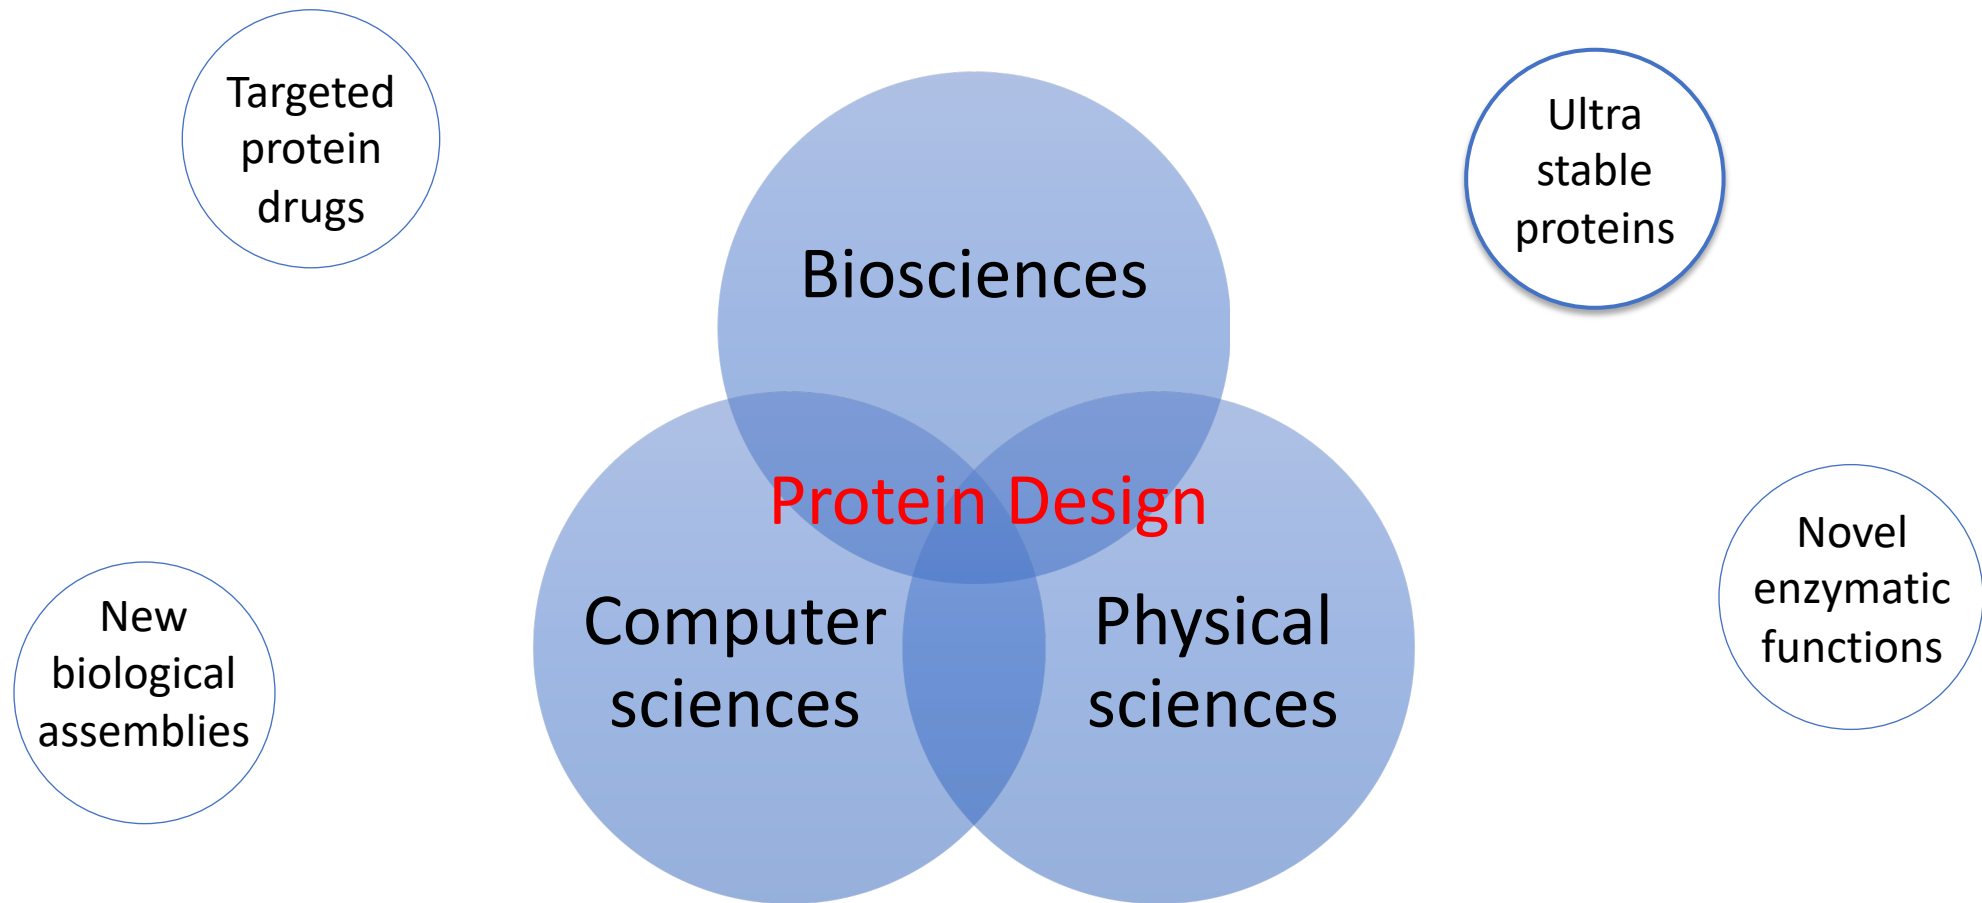 Targeted
protein
drugs
Ultra
stable
proteins
Biosciences
Protein Design
Computer
sciences
Physical
sciences
New
biological
assemblies
Novel
enzymatic
functions